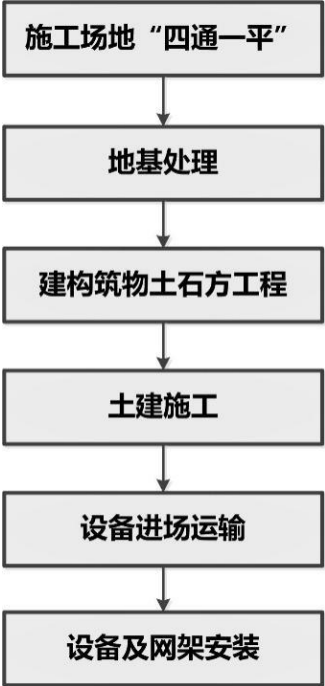 施工场地“四通一平”
地基处理
建构筑物土石方工程
土建施工
设备进场运输
设备及网架安装